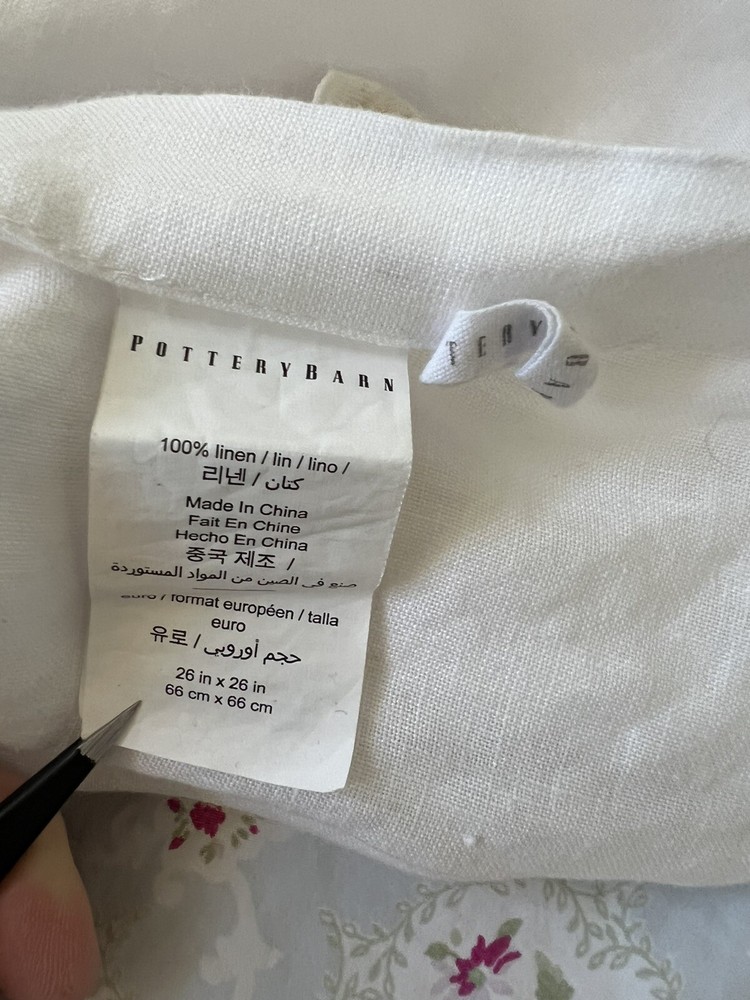 POTTERYBARN
100% linen / lin / lino /
리넨 / كتان
Made In China
Fait En Chine
Hecho En China
중국 제조 /
صنع في الصين من المواد المستوردة
euro / format européen / talla
euro
유로 / حجم أوروبي
26 in x 26 in
66 cm x 66 cm
T E R Y B A